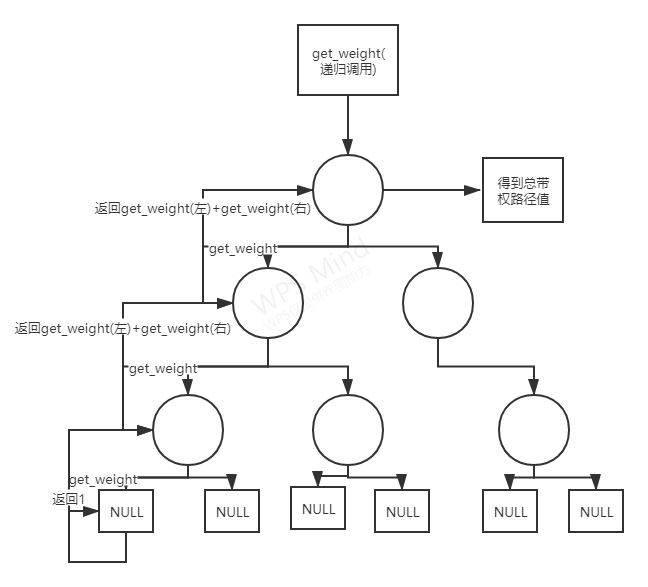 get_weight(
递归调用)
得到总带
权路径值
返回get_weight(左)+get_weight(右)
get_weight
WPS Mind
返回get_weight(左)+get_weight(右)
get_weight
get_weight
返回1
NULL
NULL
NULL
NULL
NULL
NULL